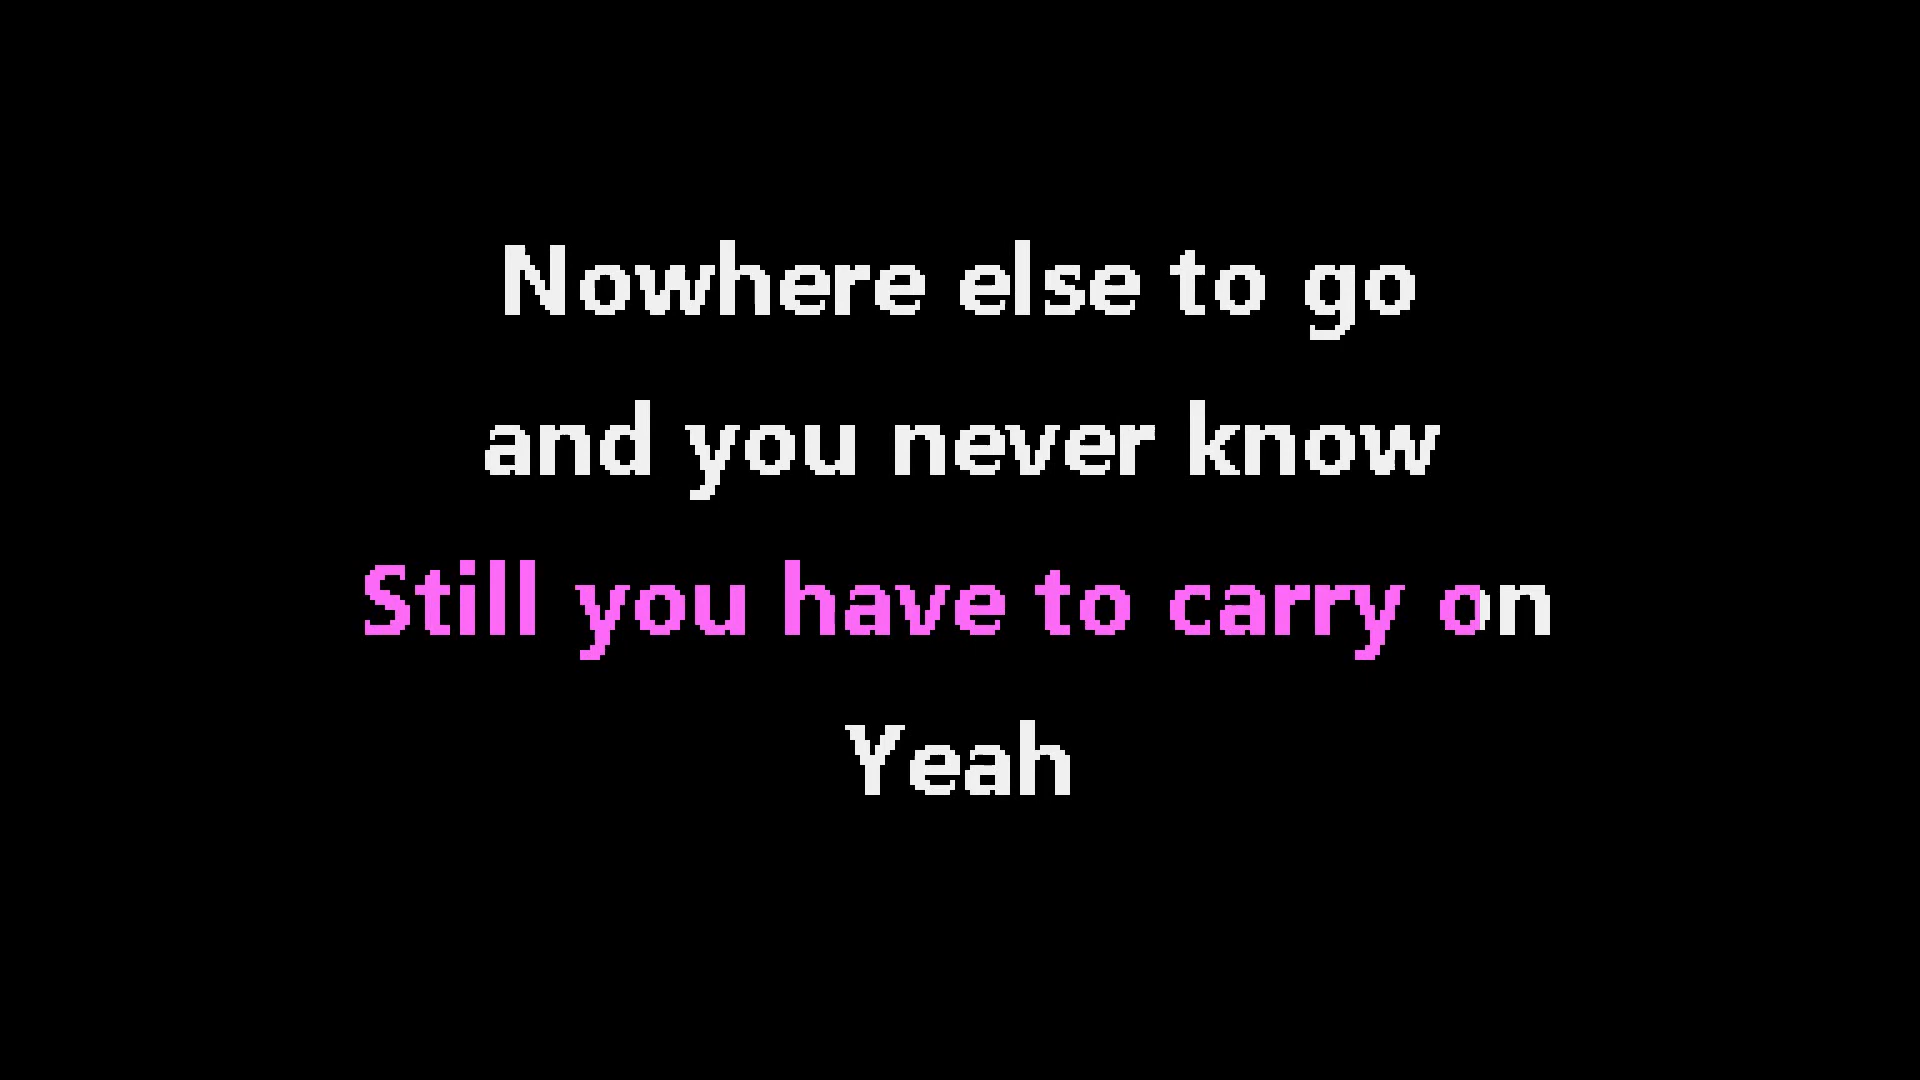 Nowhere else to go
and you never know
Still you have to carry on
Yeah